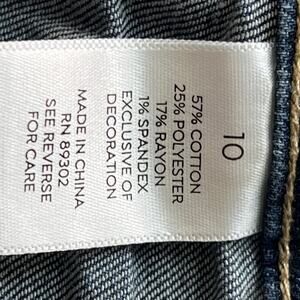 10
57% COTTON
25% POLYESTER
17% RAYON
1% SPANDEX
EXCLUSIVE OF
DECORATION
MADE IN CHINA
RN 89302
SEE REVERSE
FOR CARE